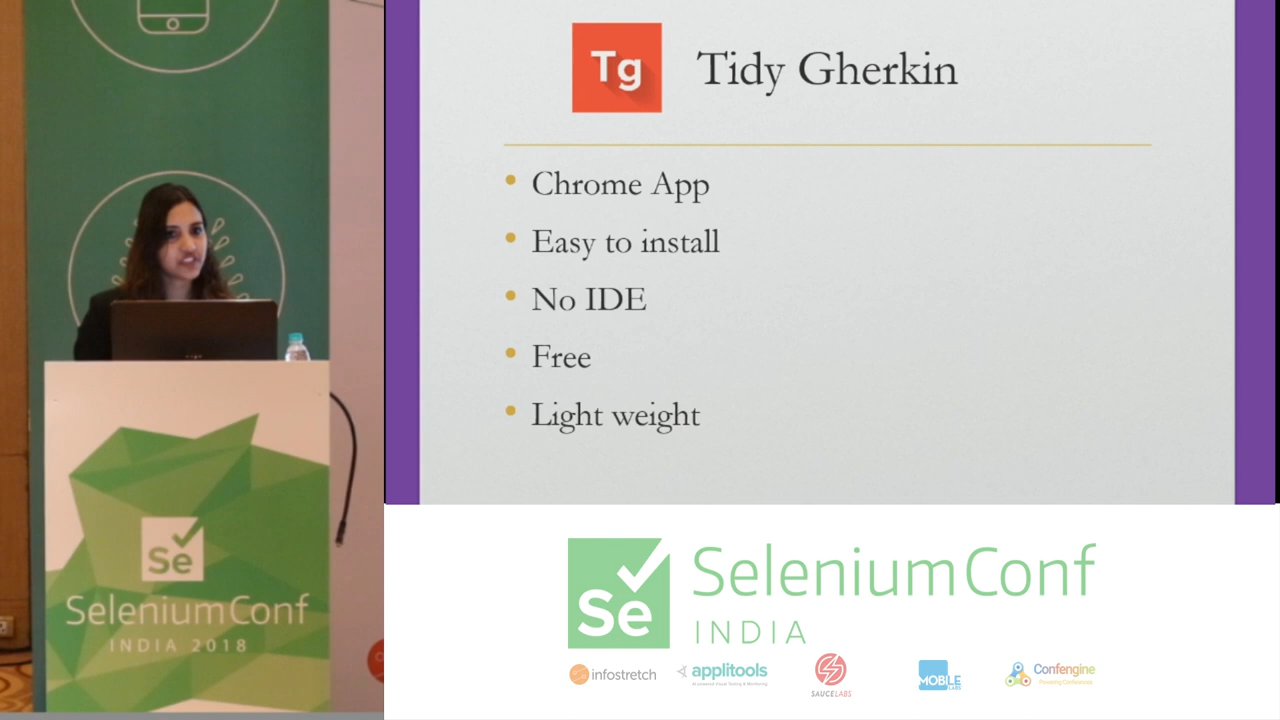 Tg
Tidy Gherkin
Chrome App
Easy to install
No IDE
Free
Light weight
Se
SeleniumConf
INDIA 2018
Se
SeleniumConf
INDIA
infostretch
applitools
SAUCELABS
MOBILE
LABS
Confengine